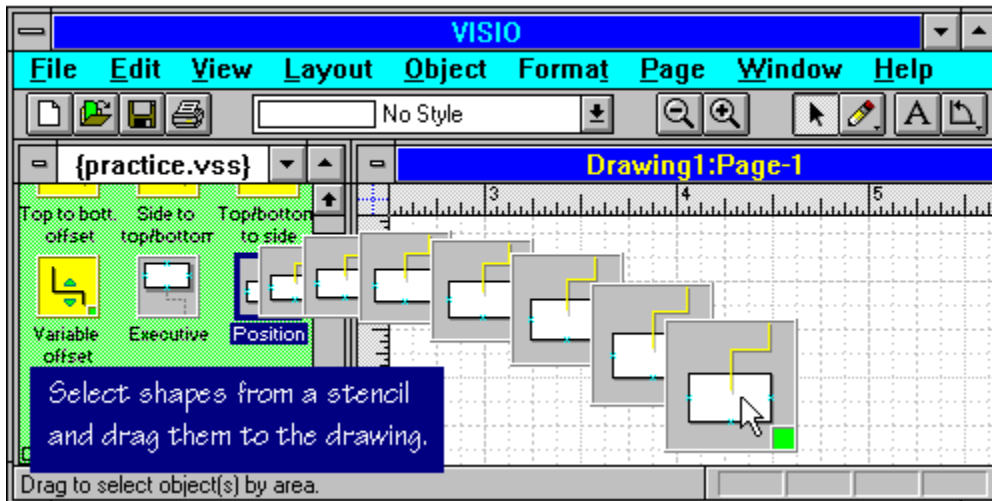 VISIO
File Edit View Layout Object Format Page Window Help
No Style
A
{practice.vss}
Drawing1:Page-1
3 4 5
Top to bott. offset
Side to top/bottom
Top/bottom to side
Variable offset
Executive
Position
Select shapes from a stencil
and drag them to the drawing.
Drag to select object(s) by area.